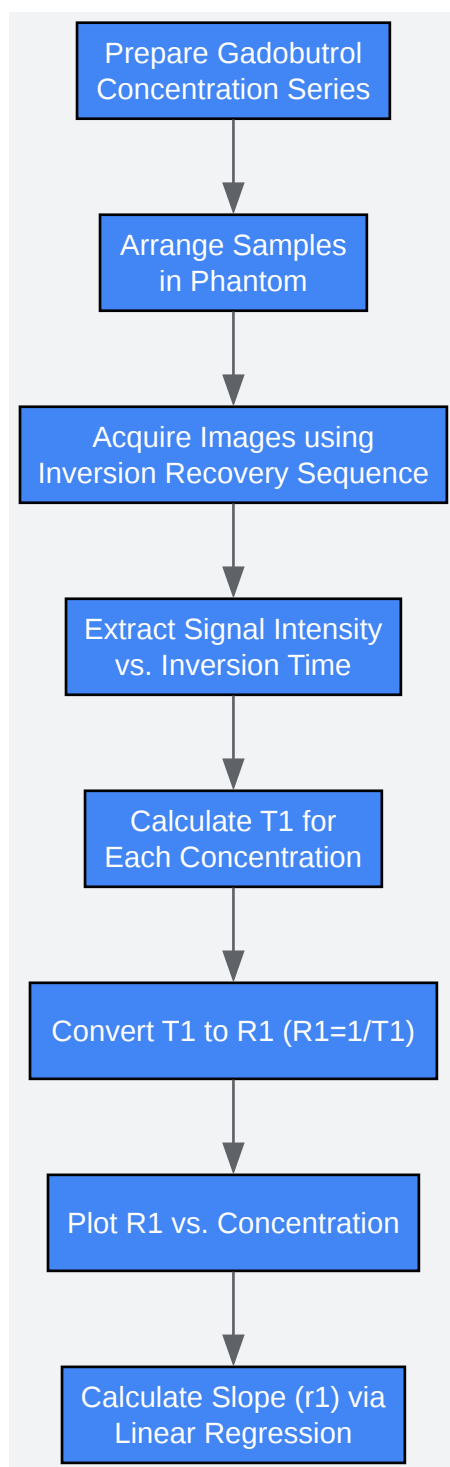 Prepare Gadobutrol
Concentration Series
Arrange Samples
in Phantom
Acquire Images using
Inversion Recovery Sequence
Extract Signal Intensity
vs. Inversion Time
Calculate T1 for
Each Concentration
Convert T1 to R1 (R1=1/T1)
Plot R1 vs. Concentration
Calculate Slope (r1) via
Linear Regression